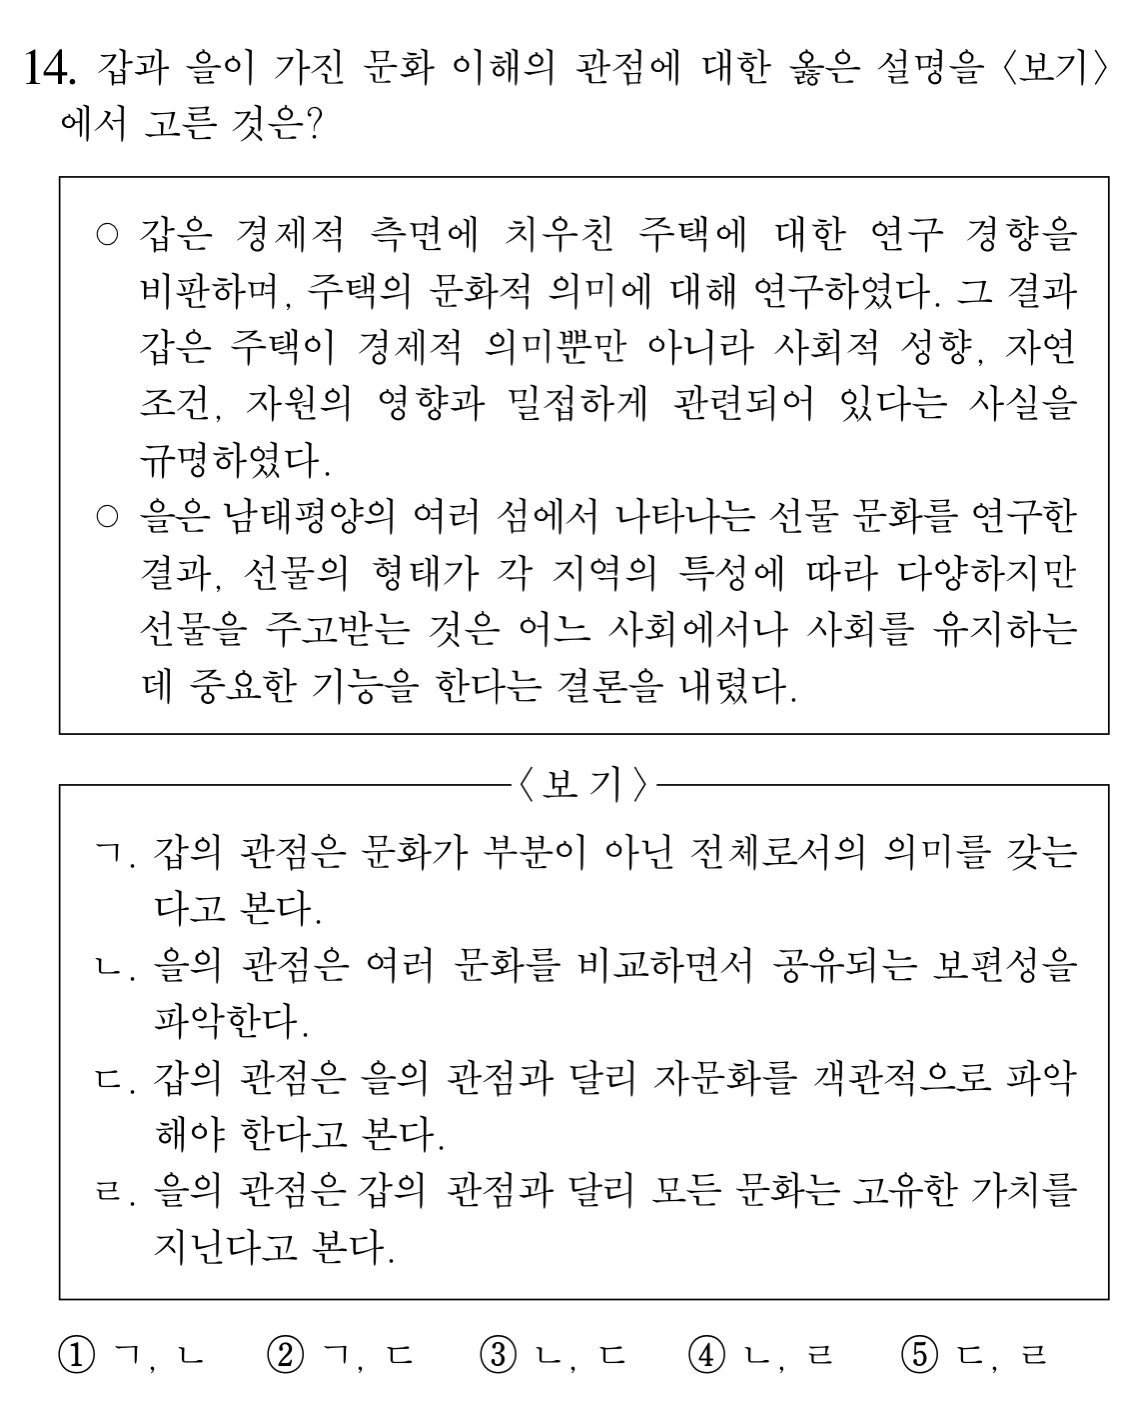 14. 갑과 을이 가진 문화 이해의 관점에 대한 옳은 설명을 〈보기〉
에서 고른 것은?
○ 갑은 경제적 측면에 치우친 주택에 대한 연구 경향을
비판하며, 주택의 문화적 의미에 대해 연구하였다. 그 결과
갑은 주택이 경제적 의미뿐만 아니라 사회적 성향, 자연
조건, 자원의 영향과 밀접하게 관련되어 있다는 사실을
규명하였다.
○ 을은 남태평양의 여러 섬에서 나타나는 선물 문화를 연구한
결과, 선물의 형태가 각 지역의 특성에 따라 다양하지만
선물을 주고받는 것은 어느 사회에서나 사회를 유지하는
데 중요한 기능을 한다는 결론을 내렸다.
〈보기〉
ㄱ. 갑의 관점은 문화가 부분이 아닌 전체로서의 의미를 갖는
다고 본다.
ㄴ. 을의 관점은 여러 문화를 비교하면서 공유되는 보편성을
파악한다.
ㄷ. 갑의 관점은 을의 관점과 달리 자문화를 객관적으로 파악
해야 한다고 본다.
ㄹ. 을의 관점은 갑의 관점과 달리 모든 문화는 고유한 가치를
지닌다고 본다.
① ㄱ, ㄴ ② ㄱ, ㄷ ③ ㄴ, ㄷ ④ ㄴ, ㄹ ⑤ ㄷ, ㄹ